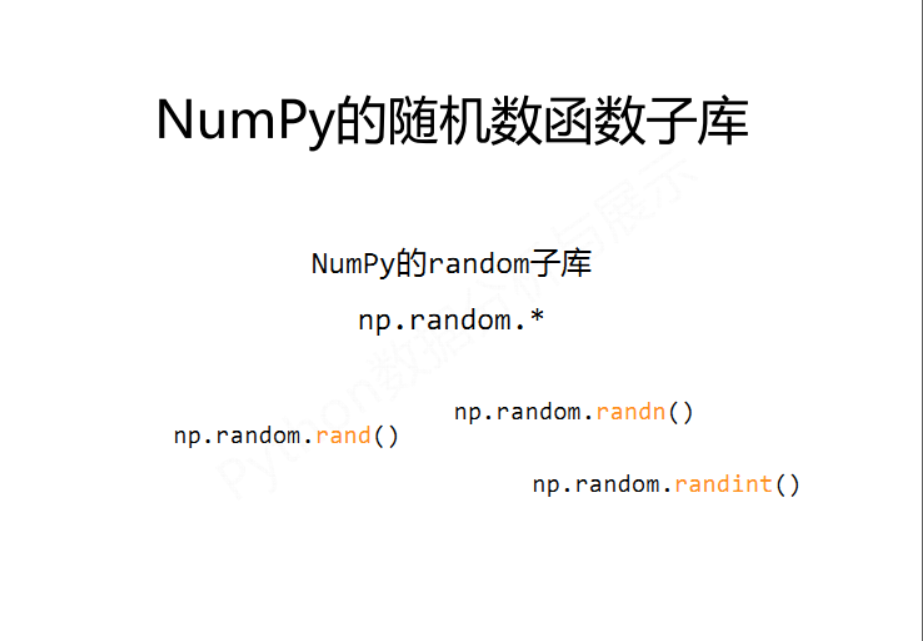 NumPy的随机数函数子库
NumPy的random子库
np.random.*
np.random.rand()
np.random.randn()
np.random.randint()
Python数据分析与展示